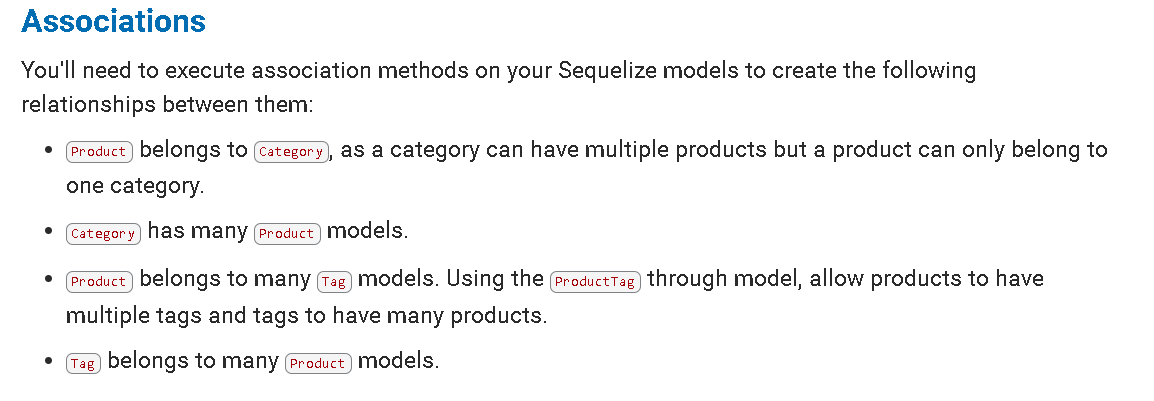 Associations
You'll need to execute association methods on your Sequelize models to create the following
relationships between them:
• Product belongs to Category, as a category can have multiple products but a product can only belong to
one category.
• Category has many Product models.
• Product belongs to many Tag models. Using the ProductTag through model, allow products to have
multiple tags and tags to have many products.
• Tag belongs to many Product models.